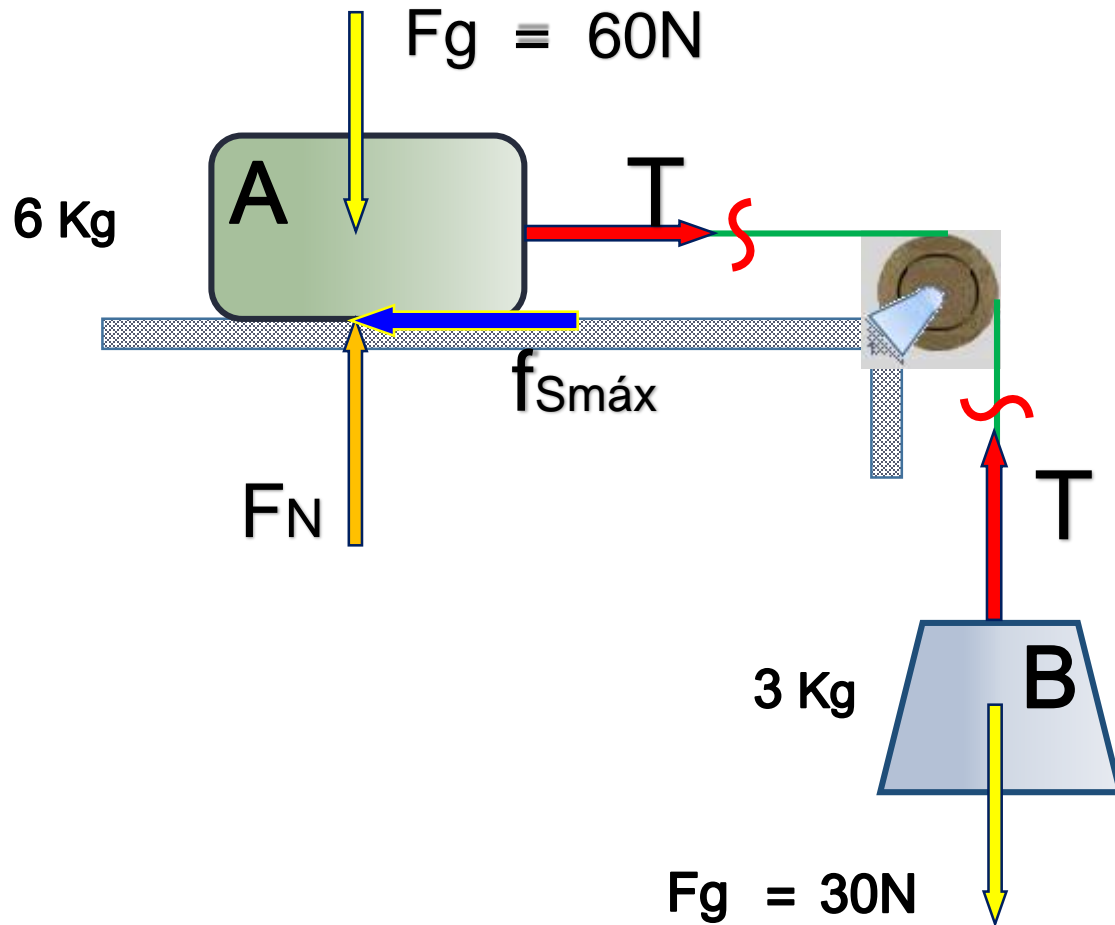 Fg = 60N
A
T
6 Kg
fSmáx
FN
T
B
3 Kg
Fg = 30N